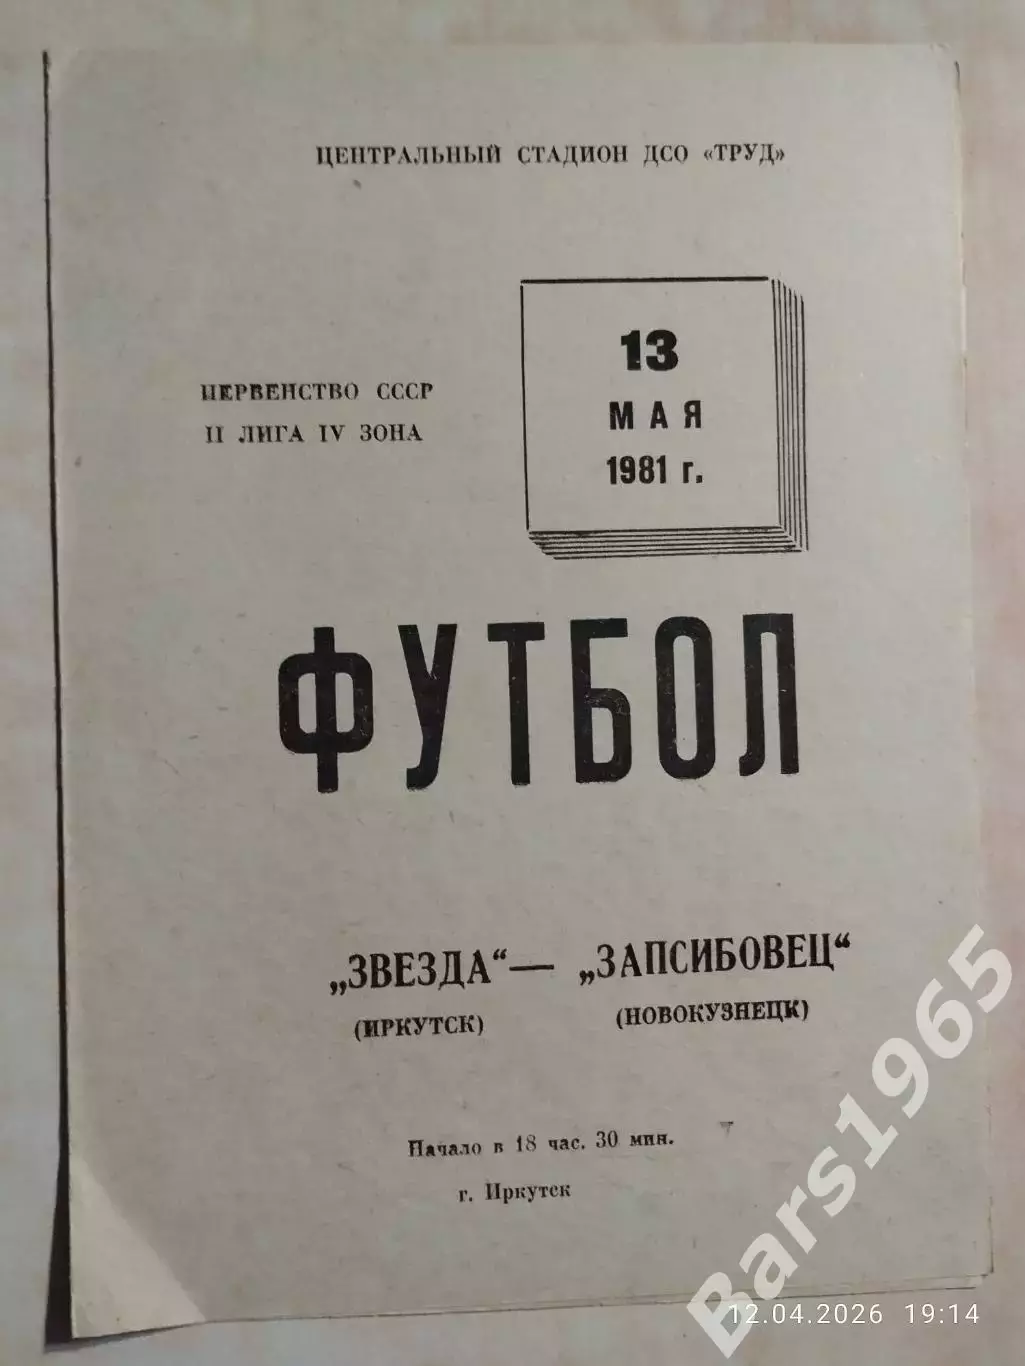 ЦЕНТРАЛЬНЫЙ СТАДИОН ДСО «ТРУД»
13
МАЯ
1981 г.
ПЕРВЕНСТВО СССР
II ЛИГА IV ЗОНА
ФУТБОЛ
„ЗВЕЗДА“ — „ЗАПСИБОВЕЦ“
(ИРКУТСК) (НОВОКУЗНЕЦК)
Начало в 18 час. 30 мин.
г. Иркутск
Bars1965
12.04.2026 19:14